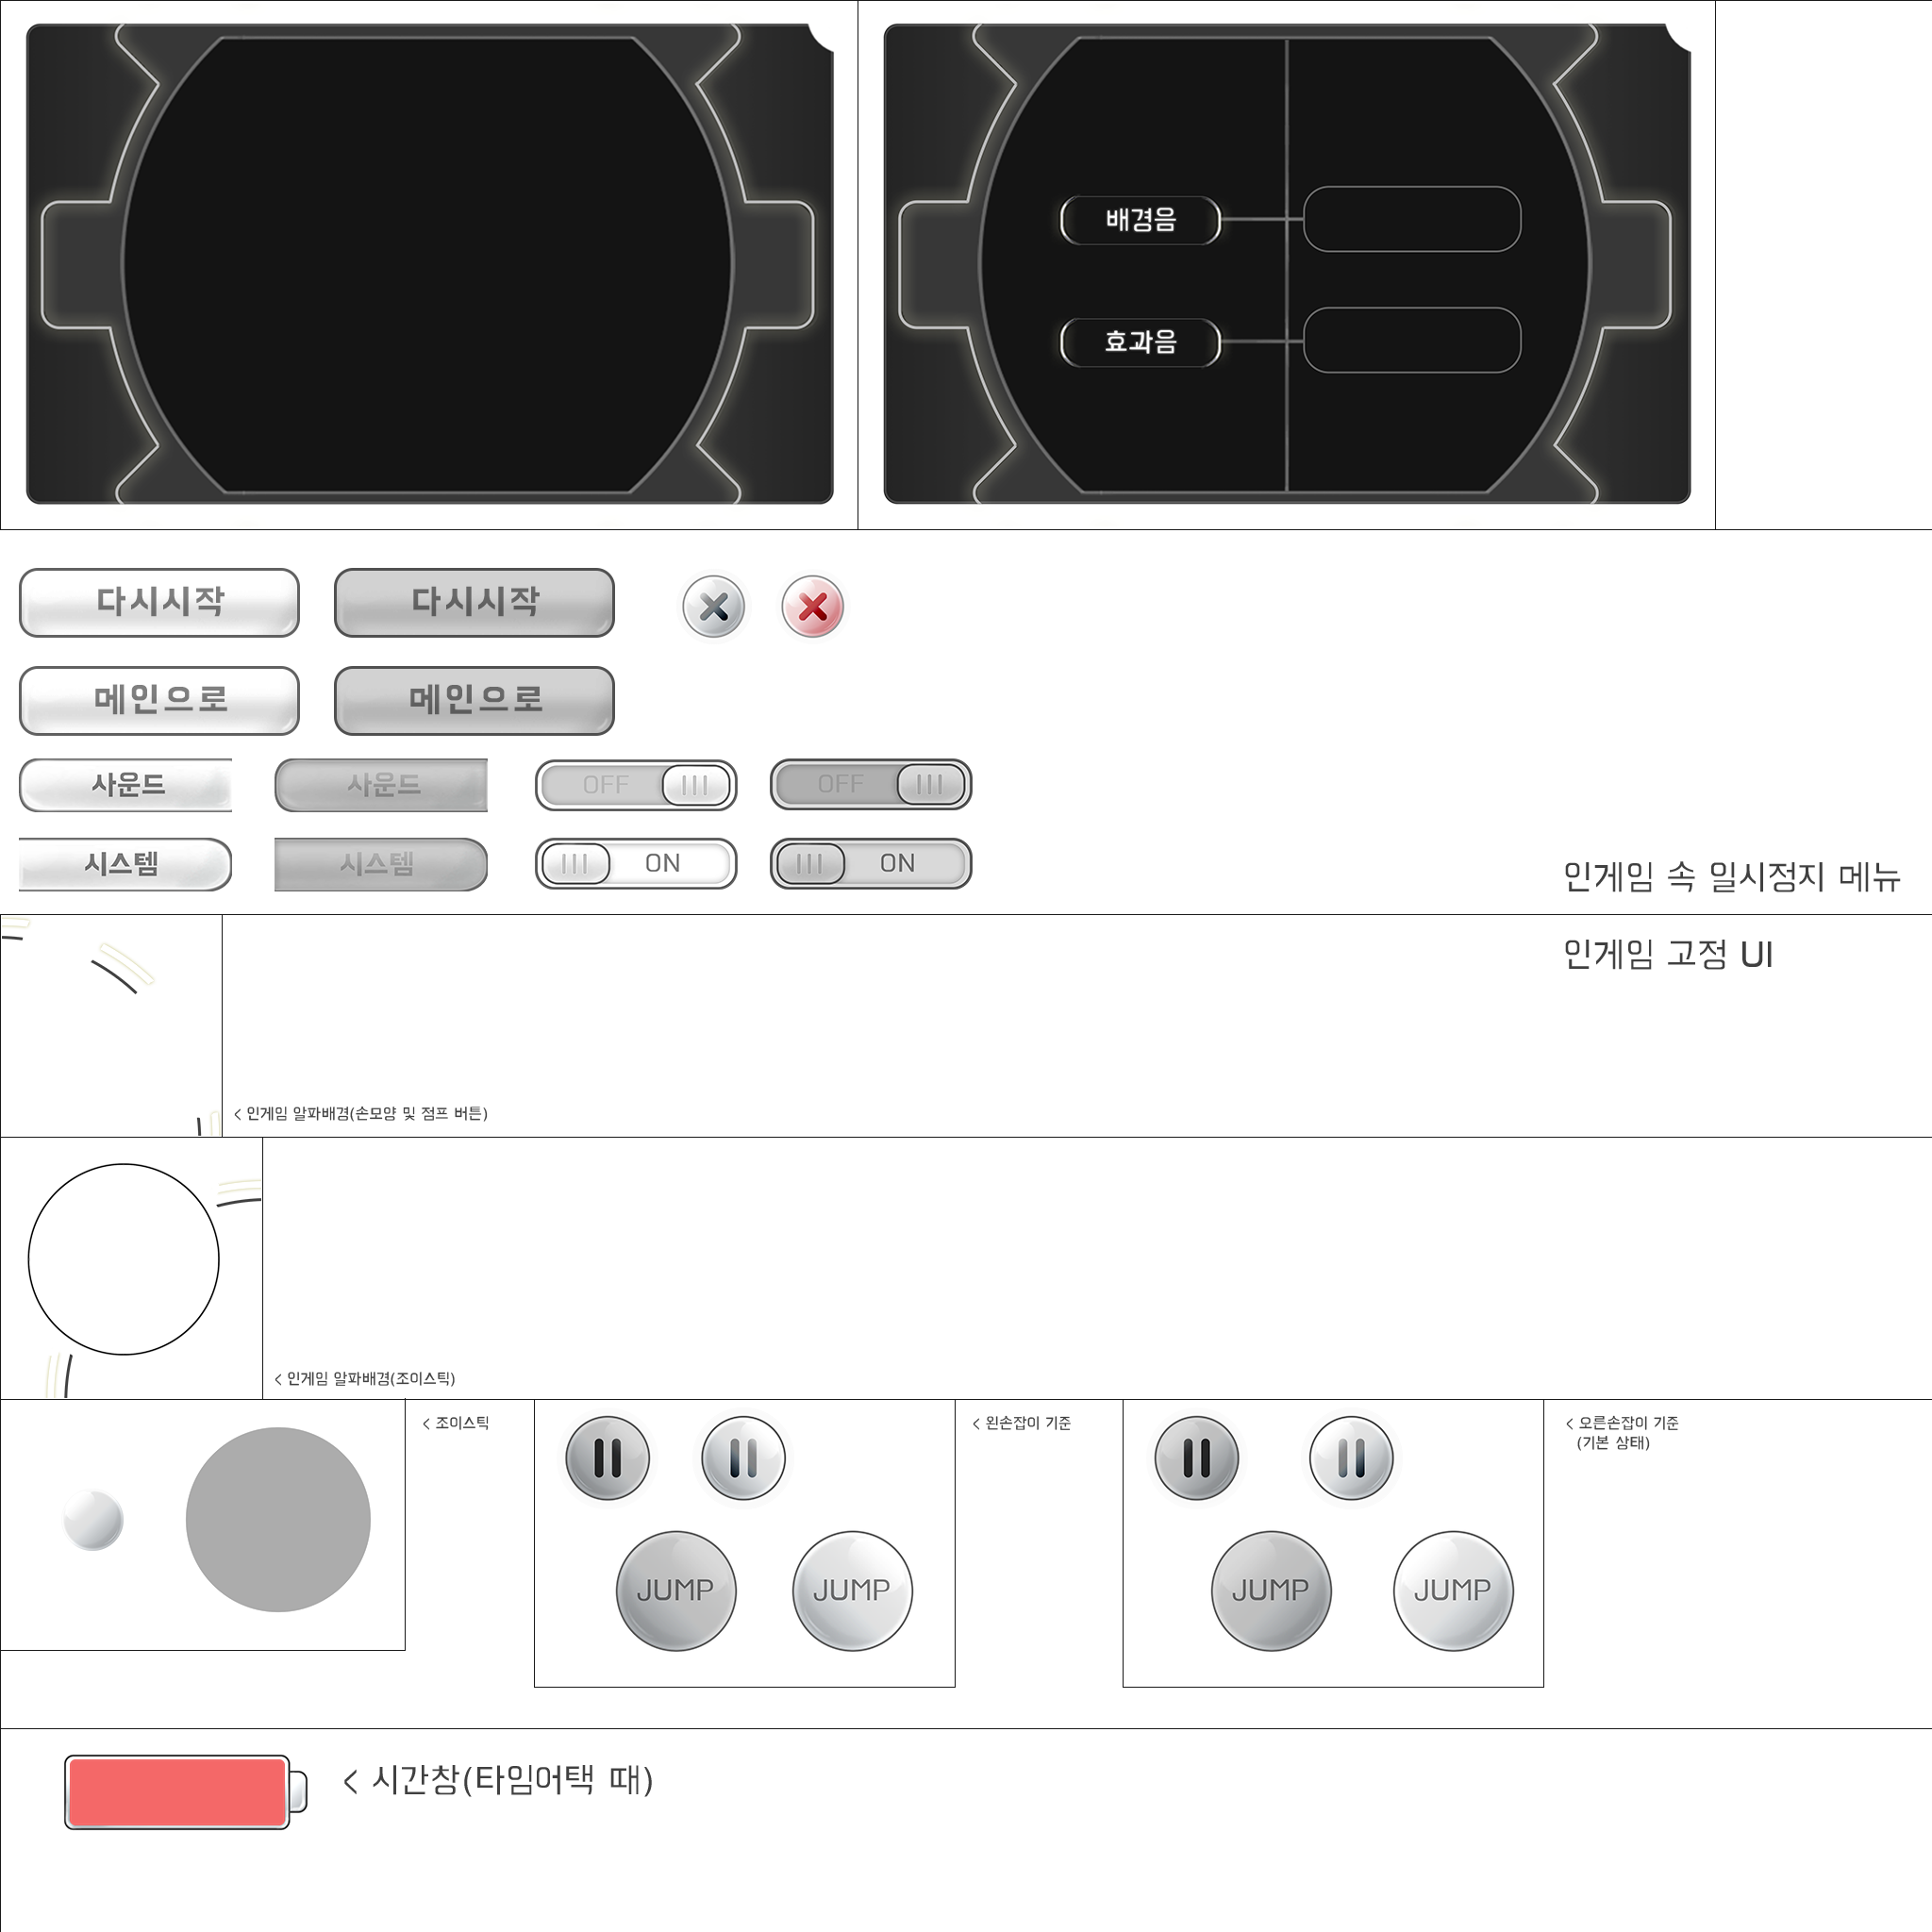 배경음
효과음
다시시작 다시시작
메인으로 메인으로
사운드 사운드 OFF OFF
시스템 시스템 ON ON
인게임 속 일시정지 메뉴
인게임 고정 UI
< 인게임 알파배경(손모양 및 점프 버튼)
< 인게임 알파배경(조이스틱)
< 조이스틱
< 왼손잡이 기준
< 오른손잡이 기준
(기본 상태)
JUMP JUMP JUMP JUMP
< 시간창(타임어택 때)